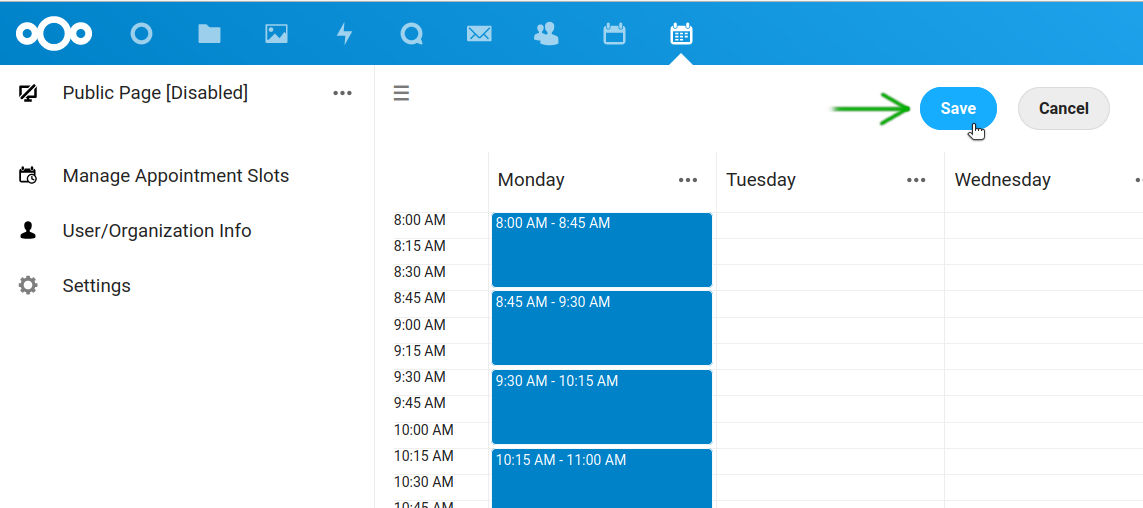 Public Page [Disabled]
Save
Cancel
Manage Appointment Slots
User/Organization Info
Settings
Monday
Tuesday
Wednesday
8:00 AM
8:00 AM - 8:45 AM
8:15 AM
8:30 AM
8:45 AM
8:45 AM - 9:30 AM
9:00 AM
9:15 AM
9:30 AM
9:30 AM - 10:15 AM
9:45 AM
10:00 AM
10:15 AM
10:15 AM - 11:00 AM
10:30 AM
10:45 AM